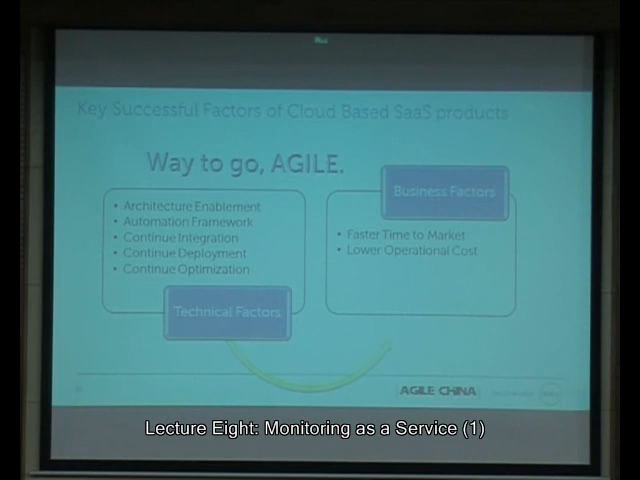 Key Successful Factors of Cloud Based SaaS products
Way to go, AGILE.
• Architecture Enablement
• Automation Framework
• Continue Integration
• Continue Deployment
• Continue Optimization
Technical Factors
Business Factors
• Faster Time to Market
• Lower Operational Cost
AGILE CHINA
Lecture Eight: Monitoring as a Service (1)